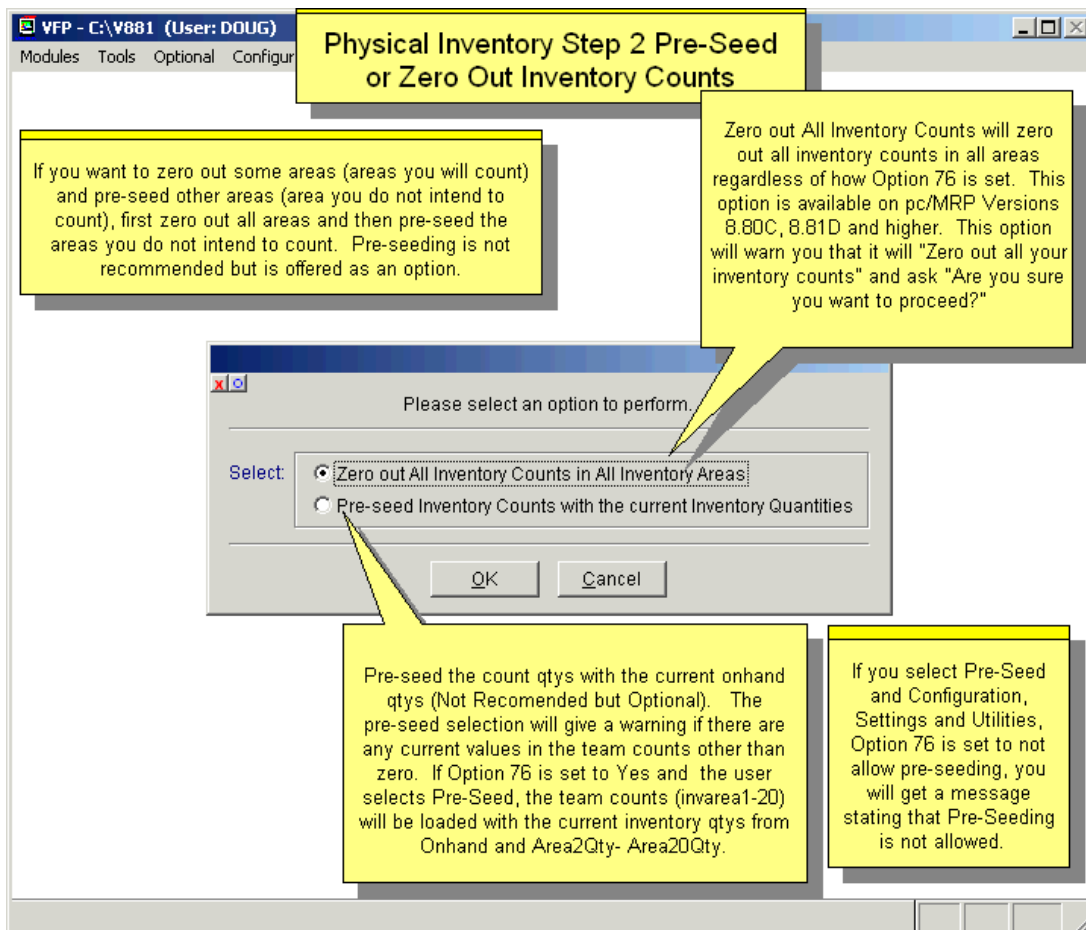 VFP - C:\V881 (User: DOUG)
Modules Tools Optional Configur
Physical Inventory Step 2 Pre-Seed
or Zero Out Inventory Counts
If you want to zero out some areas (areas you will count)
and pre-seed other areas (area you do not intend to
count), first zero out all areas and then pre-seed the
areas you do not intend to count. Pre-seeding is not
recommended but is offered as an option.
Zero out All Inventory Counts will zero
out all inventory counts in all areas
regardless of how Option 76 is set. This
option is available on pc/MRP Versions
8.80C, 8.81D and higher. This option
will warn you that it will "Zero out all your
inventory counts" and ask "Are you sure
you want to proceed?"
Please select an option to perform.
Select:
Zero out All Inventory Counts in All Inventory Areas
Pre-seed Inventory Counts with the current Inventory Quantities
OK Cancel
Pre-seed the count qtys with the current onhand
qtys (Not Recomended but Optional). The
pre-seed selection will give a warning if there are
any current values in the team counts other than
zero. If Option 76 is set to Yes and the user
selects Pre-Seed, the team counts (invarea1-20)
will be loaded with the current inventory qtys from
Onhand and Area2Qty- Area20Qty.
If you select Pre-Seed
and Configuration,
Settings and Utilities,
Option 76 is set to not
allow pre-seeding, you
will get a message
stating that Pre-Seeding
is not allowed.